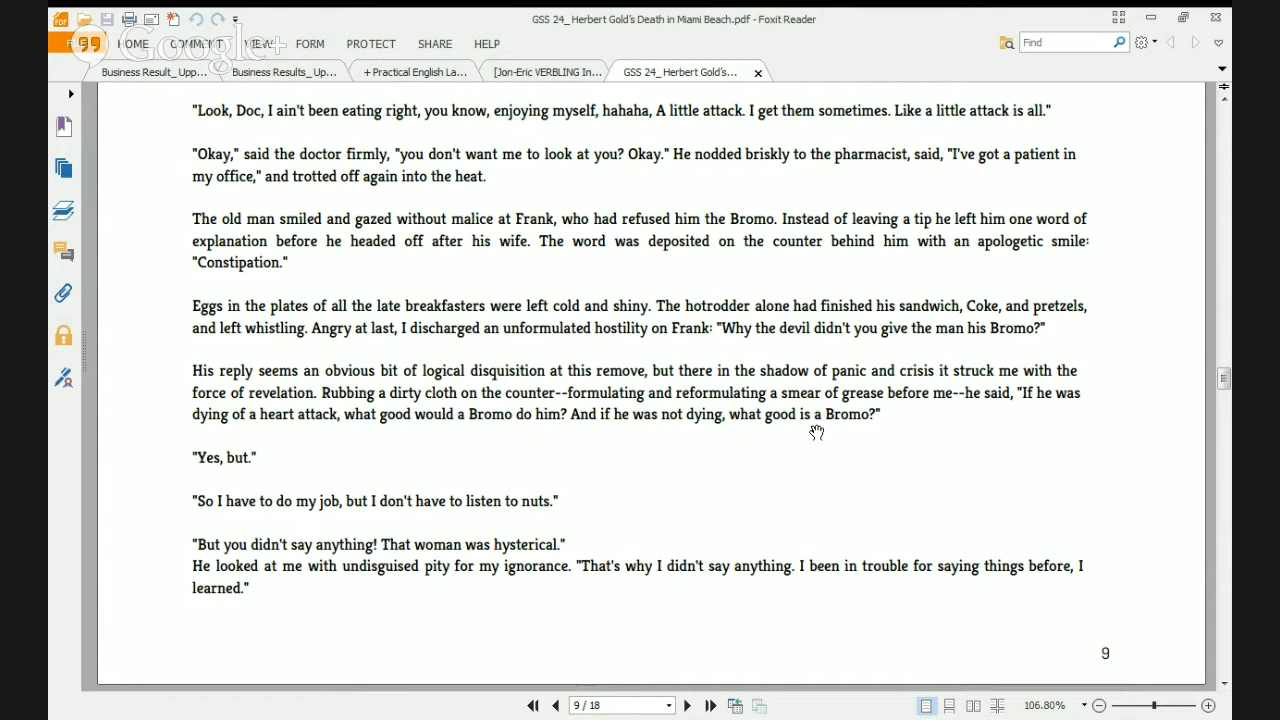 GSS 24_ Herbert Gold's Death in Miami Beach.pdf - Foxit Reader
Google+
HOME COMMENT VIEW FORM PROTECT SHARE HELP
Find
Business Result_ Upp... Business Results_ Up... + Practical English La... [Jon-Eric VERBLING In... GSS 24_ Herbert Gold's...
"Look, Doc, I ain't been eating right, you know, enjoying myself, hahaha, A little attack. I get them sometimes. Like a little attack is all."
"Okay," said the doctor firmly, "you don't want me to look at you? Okay." He nodded briskly to the pharmacist, said, "I've got a patient in
my office," and trotted off again into the heat.
The old man smiled and gazed without malice at Frank, who had refused him the Bromo. Instead of leaving a tip he left him one word of
explanation before he headed off after his wife. The word was deposited on the counter behind him with an apologetic smile:
"Constipation."
Eggs in the plates of all the late breakfasters were left cold and shiny. The hotrodder alone had finished his sandwich, Coke, and pretzels,
and left whistling. Angry at last, I discharged an unformulated hostility on Frank: "Why the devil didn't you give the man his Bromo?"
His reply seems an obvious bit of logical disquisition at this remove, but there in the shadow of panic and crisis it struck me with the
force of revelation. Rubbing a dirty cloth on the counter--formulating and reformulating a smear of grease before me--he said, "If he was
dying of a heart attack, what good would a Bromo do him? And if he was not dying, what good is a Bromo?"
"Yes, but."
"So I have to do my job, but I don't have to listen to nuts."
"But you didn't say anything! That woman was hysterical."
He looked at me with undisguised pity for my ignorance. "That's why I didn't say anything. I been in trouble for saying things before, I
learned."
9
9 / 18
106.80%